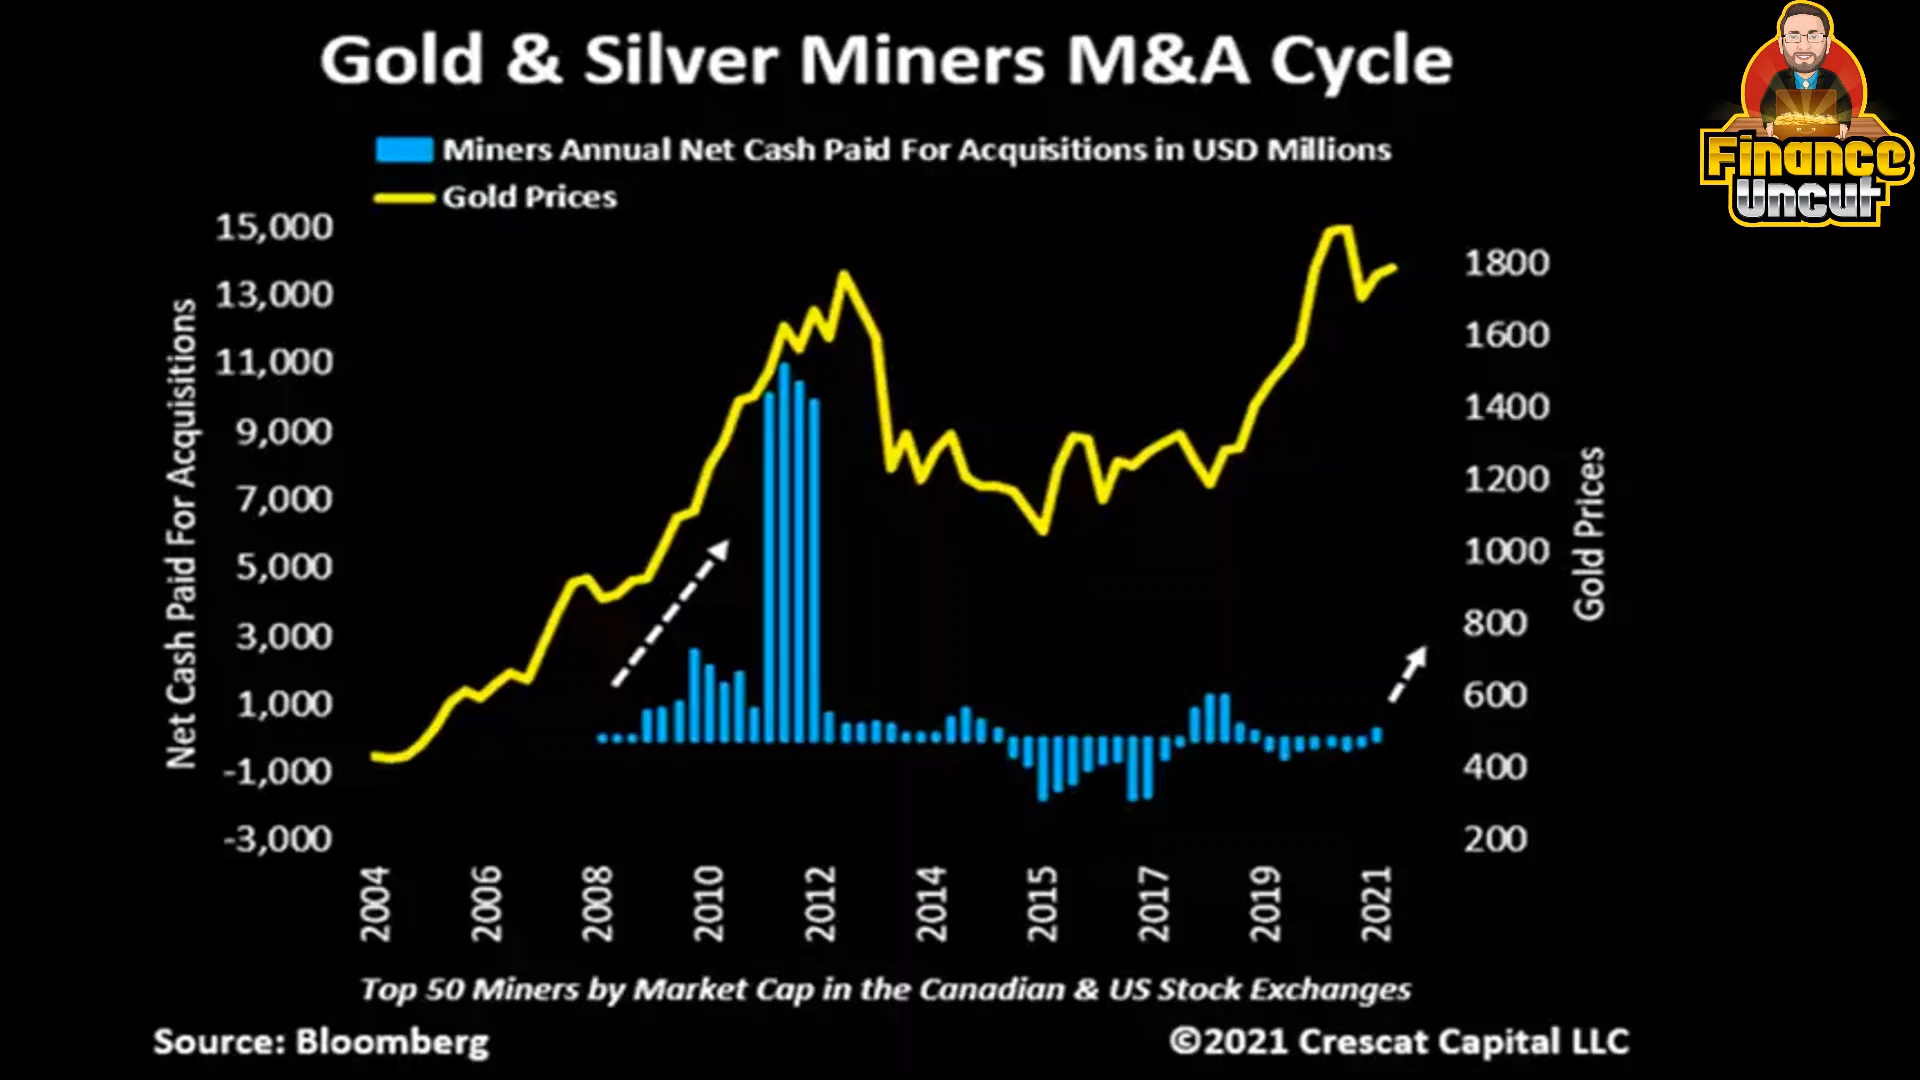 Gold & Silver Miners M&A Cycle
Finance
Uncut
Miners Annual Net Cash Paid For Acquisitions in USD Millions
Gold Prices
Net Cash Paid For Acquisitions
15,000
13,000
11,000
9,000
7,000
5,000
3,000
1,000
-1,000
-3,000
1800
1600
1400
1200
1000
800
600
400
200
Gold Prices
2004
2006
2008
2010
2012
2014
2015
2017
2019
2021
Top 50 Miners by Market Cap in the Canadian & US Stock Exchanges
Source: Bloomberg
©2021 Crescat Capital LLC